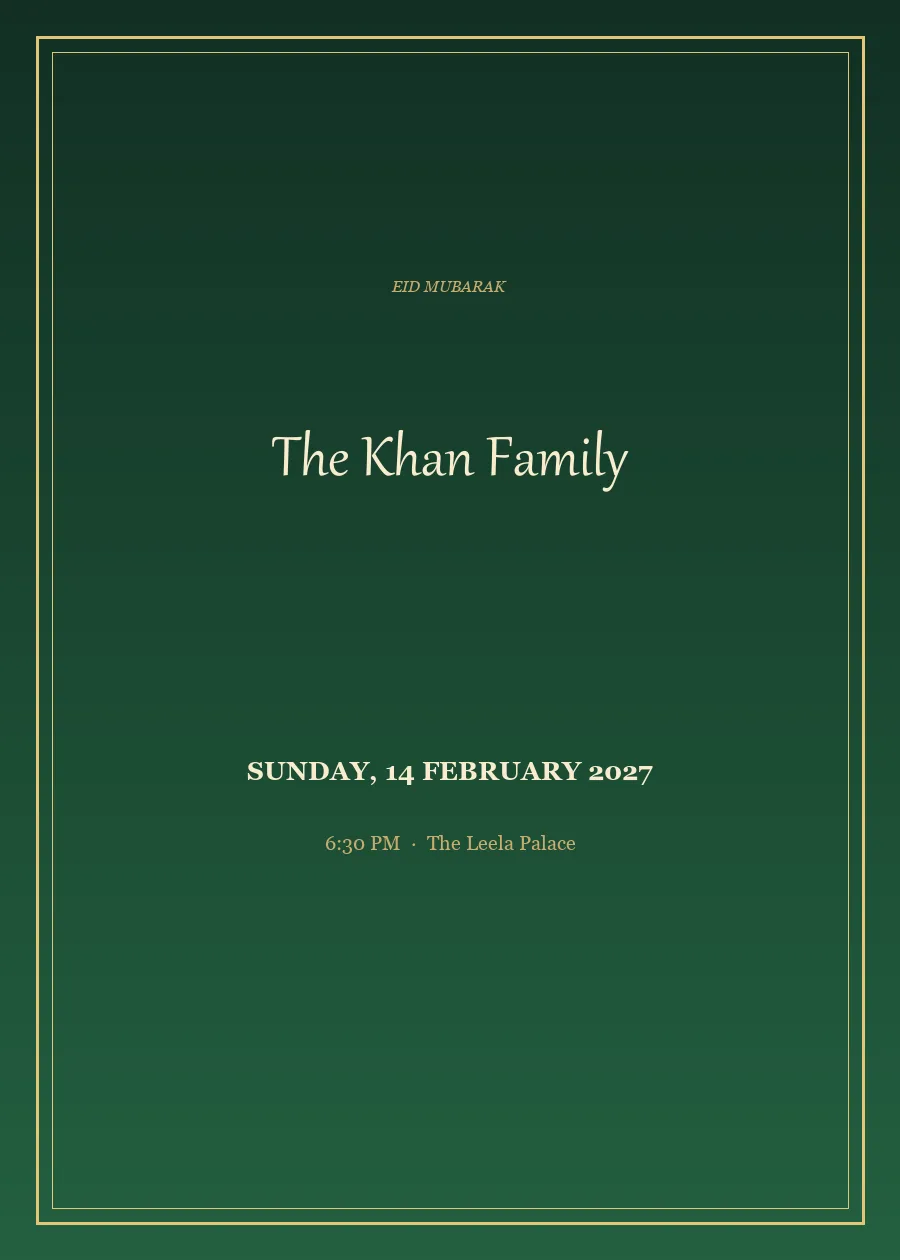 EID MUBARAK
The Khan Family
SUNDAY, 14 FEBRUARY 2027
6:30 PM · The Leela Palace